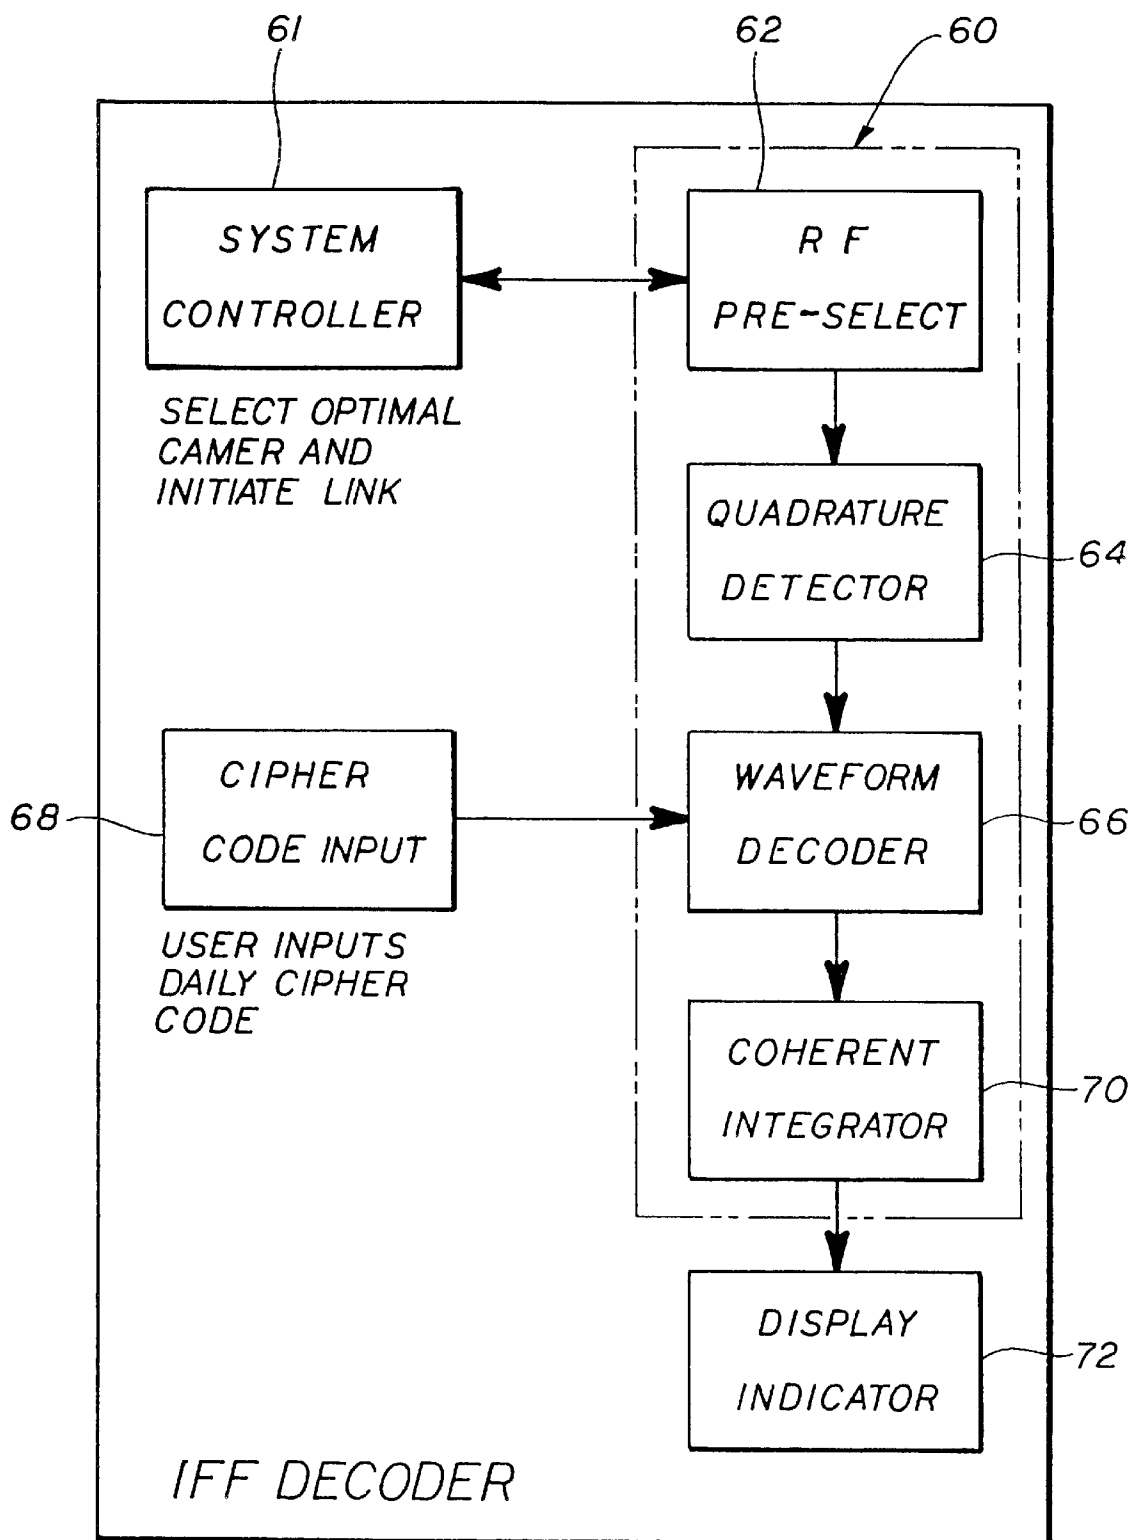 61
62
60
SYSTEM
CONTROLLER
RF
PRE-SELECT
SELECT OPTIMAL
CAMER AND
INITIATE LINK
QUADRATURE
DETECTOR
64
CIPHER
CODE INPUT
68
WAVEFORM
DECODER
66
USER INPUTS
DAILY CIPHER
CODE
COHERENT
INTEGRATOR
70
DISPLAY
INDICATOR
72
IFF DECODER